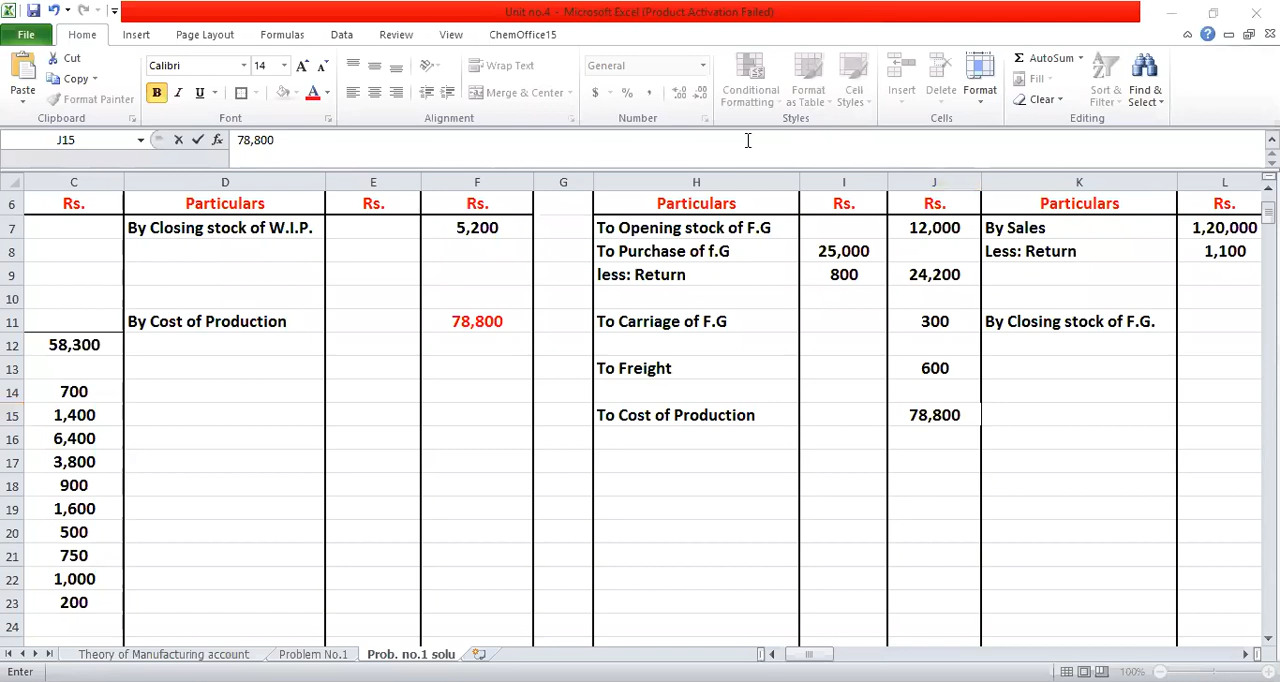 Unit no.4 - Microsoft Excel (Product Activation Failed)
File Home Insert Page Layout Formulas Data Review View ChemOffice15
Paste Cut Copy Format Painter Clipboard
Calibri 14 B I U A Font
Wrap Text Merge & Center Alignment
General $ % , Number
Conditional Formatting Format as Table Cell Styles Styles
Insert Delete Format Cells
Σ AutoSum Fill Clear Sort & Filter Find & Select Editing
J15 fx 78,800
C D E F G H I J K L
6 Rs. Particulars Rs. Rs. Particulars Rs. Rs. Particulars Rs.
7 By Closing stock of W.I.P. 5,200 To Opening stock of F.G 12,000 By Sales 1,20,000
8 To Purchase of f.G 25,000 Less: Return 1,100
9 less: Return 800 24,200
10
11 By Cost of Production 78,800 To Carriage of F.G 300 By Closing stock of F.G.
12 58,300
13 To Freight 600
14 700
15 1,400 To Cost of Production 78,800
16 6,400
17 3,800
18 900
19 1,600
20 500
21 750
22 1,000
23 200
24
Theory of Manufacturing account Problem No.1 Prob. no.1 solu
Enter 100%